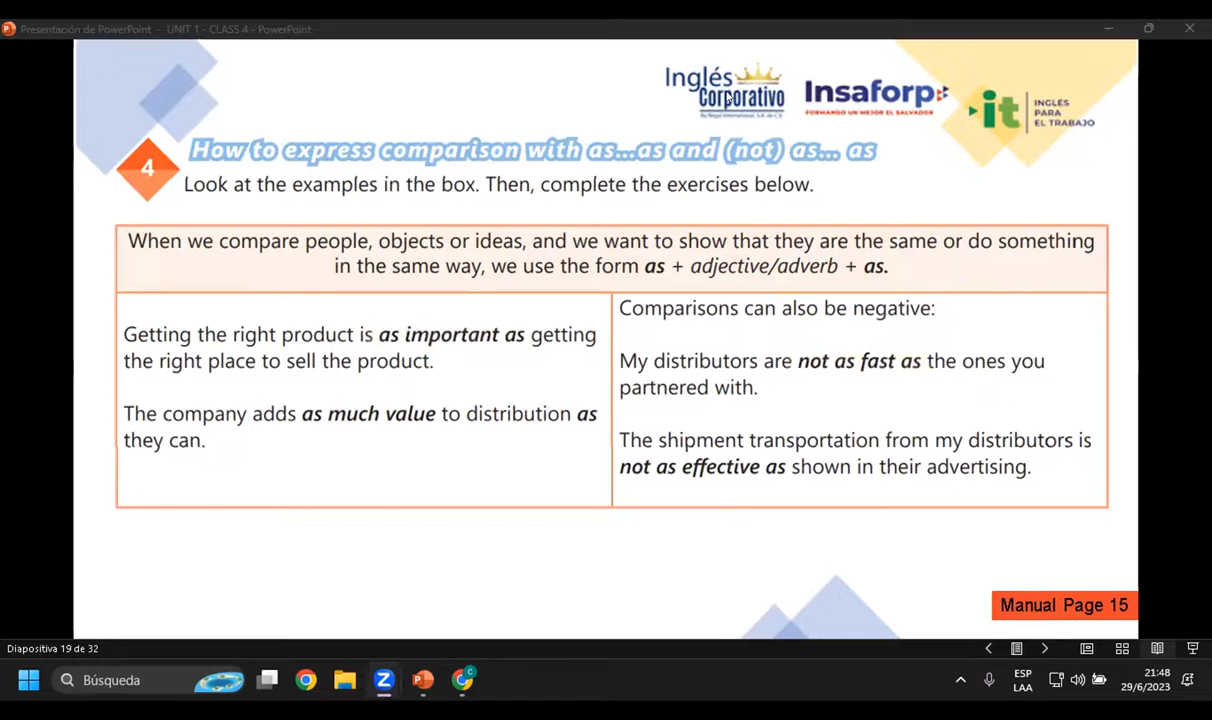 Presentación de PowerPoint - UNIT 1 - CLASS 4 - PowerPoint
Inglés
Corporativo
Insaforp
FORMANDO UN MEJOR EL SALVADOR
it
INGLÉS
PARA
EL TRABAJO
How to express comparison with as...as and (not) as... as
4
Look at the examples in the box. Then, complete the exercises below.
When we compare people, objects or ideas, and we want to show that they are the same or do something
in the same way, we use the form as + adjective/adverb + as.
Getting the right product is as important as getting
the right place to sell the product.
The company adds as much value to distribution as
they can.
Comparisons can also be negative:
My distributors are not as fast as the ones you
partnered with.
The shipment transportation from my distributors is
not as effective as shown in their advertising.
Manual Page 15
Diapositiva 19 de 32
Búsqueda
ESP
LAA
21:48
29/6/2023